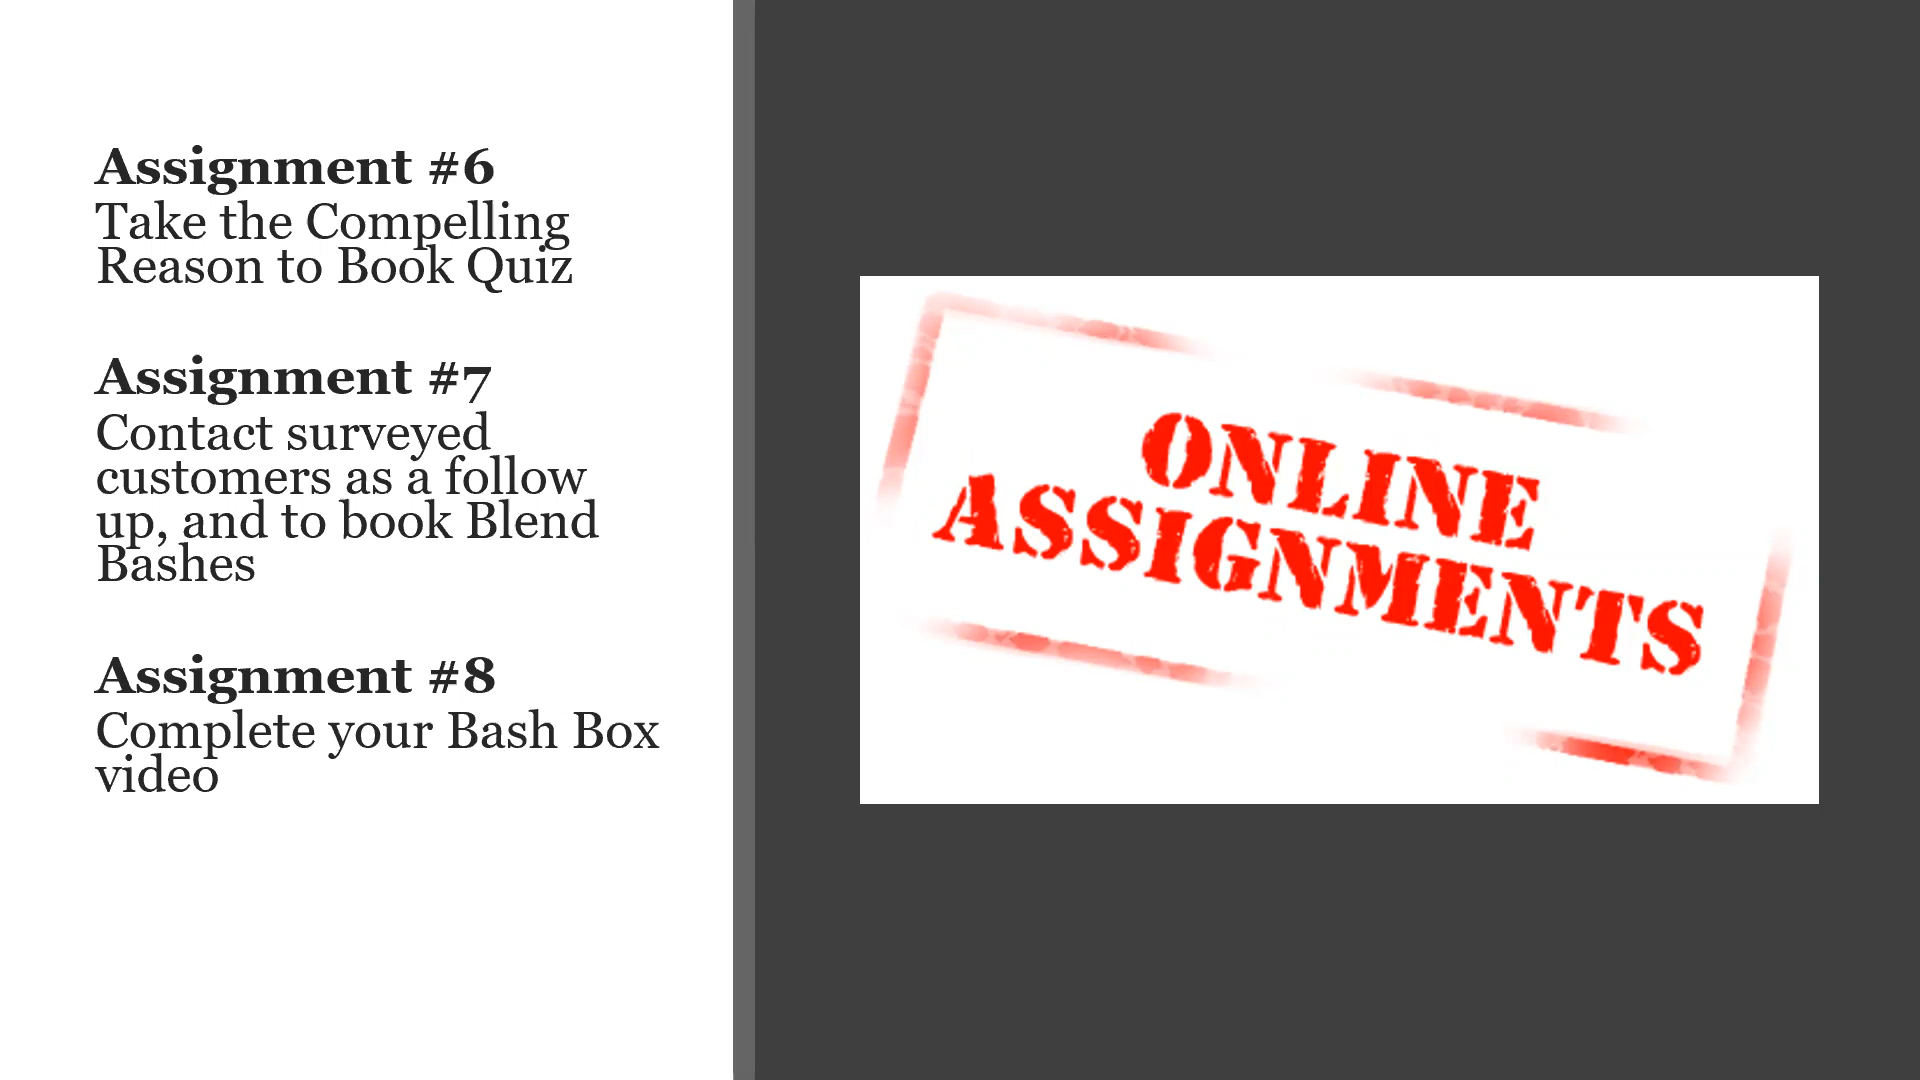 Assignment #6
Take the Compelling
Reason to Book Quiz
Assignment #7
Contact surveyed
customers as a follow
up, and to book Blend
Bashes
Assignment #8
Complete your Bash Box
video
ONLINE
ASSIGNMENTS